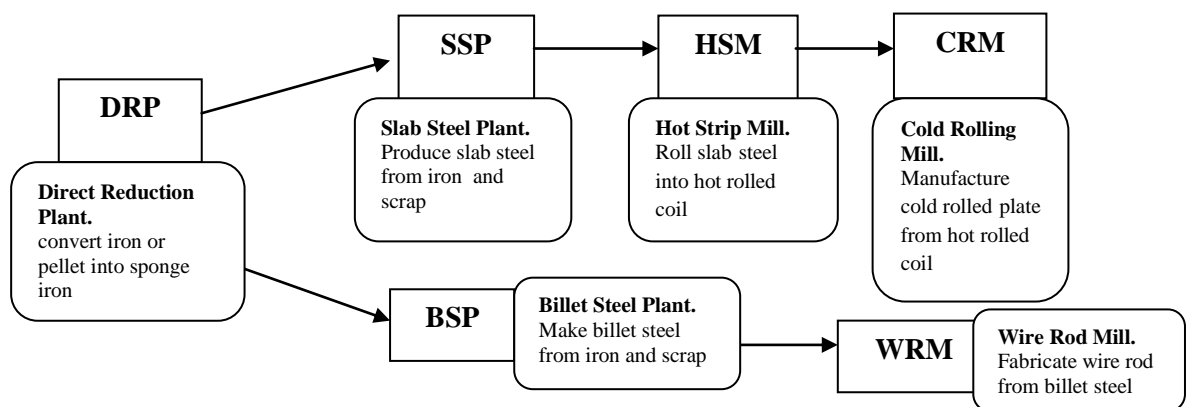 DRP
Direct Reduction
Plant.
convert iron or
pellet into sponge
iron
SSP
Slab Steel Plant.
Produce slab steel
from iron and
scrap
HSM
Hot Strip Mill.
Roll slab steel
into hot rolled
coil
CRM
Cold Rolling
Mill.
Manufacture
cold rolled plate
from hot rolled
coil
BSP
Billet Steel Plant.
Make billet steel
from iron and scrap
WRM
Wire Rod Mill.
Fabricate wire rod
from billet steel